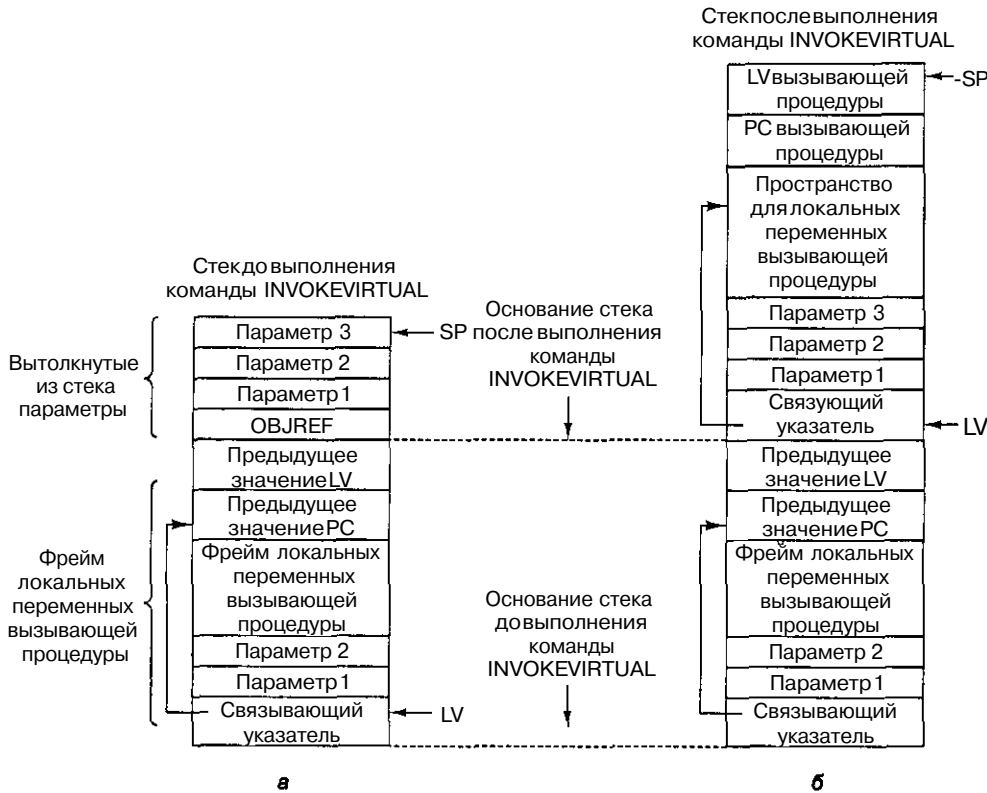 Стек после выполнения
команды INVOKEVIRTUAL
LV вызывающей
процедуры
-SP
PC вызывающей
процедуры
Пространство
для локальных
переменных
вызывающей
процедуры
Параметр 3
Параметр 2
Параметр 1
Связующий
указатель
LV
Предыдущее
значение LV
Предыдущее
значение PC
Фрейм локальных
переменных
вызывающей
процедуры
Параметр 2
Параметр 1
Связывающий
указатель
б
Стек до выполнения
команды INVOKEVIRTUAL
Вытолкнутые
из стека
параметры
Параметр 3
Параметр 2
Параметр 1
OBJREF
Предыдущее
значение LV
Предыдущее
значение PC
Фрейм локальных
переменных
вызывающей
процедуры
Параметр 2
Параметр 1
Связывающий
указатель
LV
Фрейм
локальных
переменных
вызывающей
процедуры
а
Основание стека
SP после выполнения
команды
INVOKEVIRTUAL
Основание стека
до выполнения
команды
INVOKEVIRTUAL